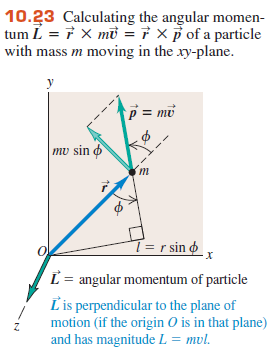 10.23 Calculating the angular momen-
tum L⃗ = r⃗ × mv⃗ = r⃗ × p⃗ of a particle
with mass m moving in the xy-plane.
y
p⃗ = mv⃗
ϕ
mv sin ϕ
m
r⃗
ϕ
l = r sin ϕ
O
x
L⃗ = angular momentum of particle
z
L⃗ is perpendicular to the plane of
motion (if the origin O is in that plane)
and has magnitude L = mvl.